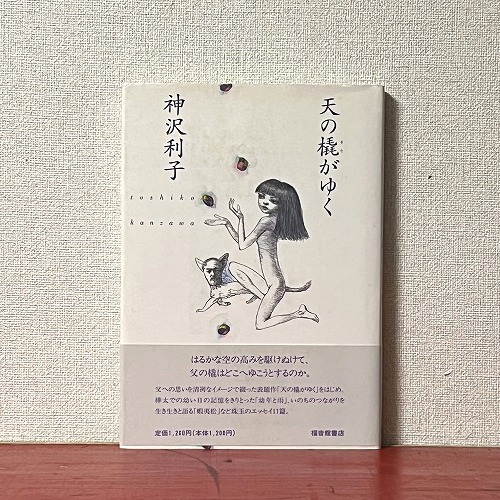 天の橇がゆく
そり
神沢利子
toshiko
kanzawa
はるかな空の高みを駆けぬけて、
父の橇はどこへゆこうとするのか。
父への思いを清冽なイメージで綴った表題作「天の橇がゆく」をはじめ、
樺太での幼い日の記憶をきりとった「幼年と雨」、いのちのつながりを
生き生きと語る「蝦夷松」など珠玉のエッセイ11篇。
定価1,260円(本体1,200円)
福音館書店